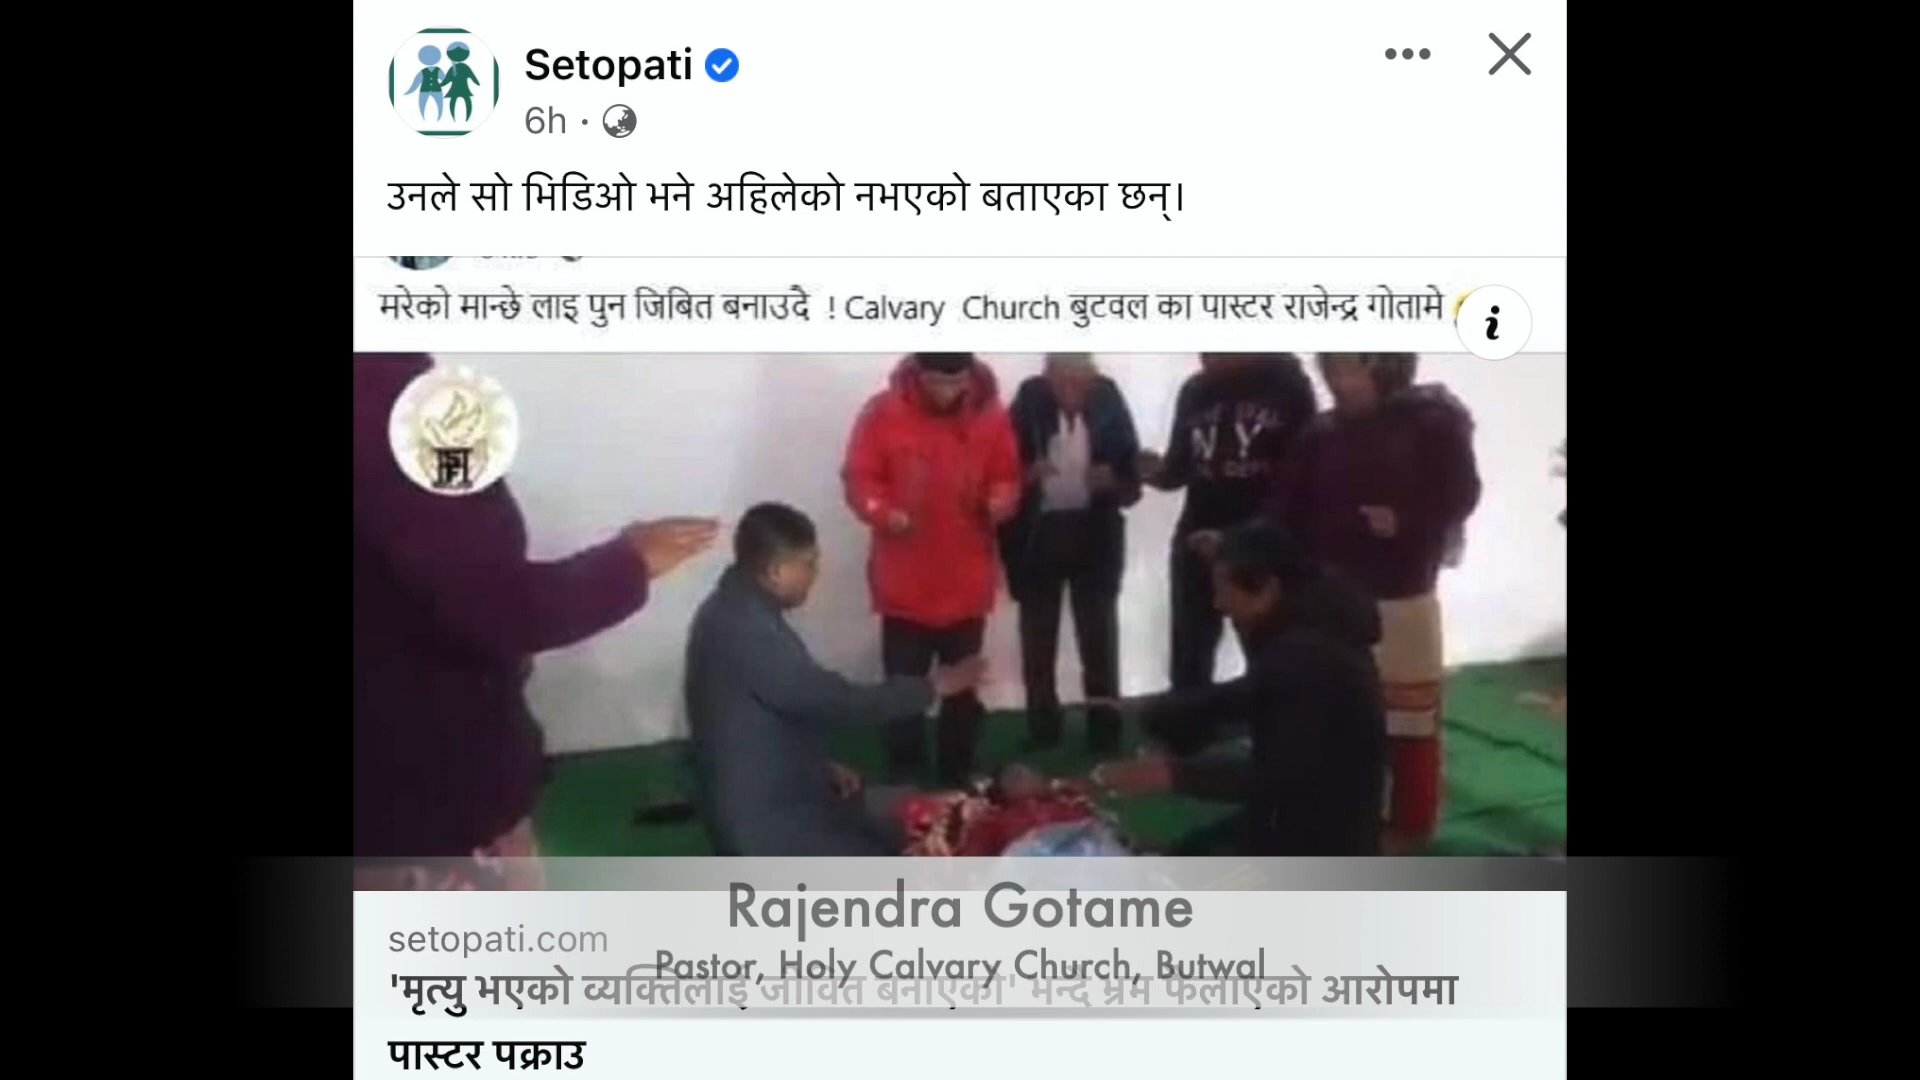 Setopati
6h ·
उनले सो भिडिओ भने अहिलेको नभएको बताएका छन्।
मरेको मान्छे लाइ पुन जिबित बनाउदै ! Calvary Church बुटवल का पास्टर राजेन्द्र गोतामे
i
NY
Rajendra Gotame
setopati.com
Pastor, Holy Calvary Church, Butwal
'मृत्यु भएको व्यक्तिलाई जीवित बनाएको' भन्दै भ्रम फैलाएको आरोपमा
पास्टर पक्राउ